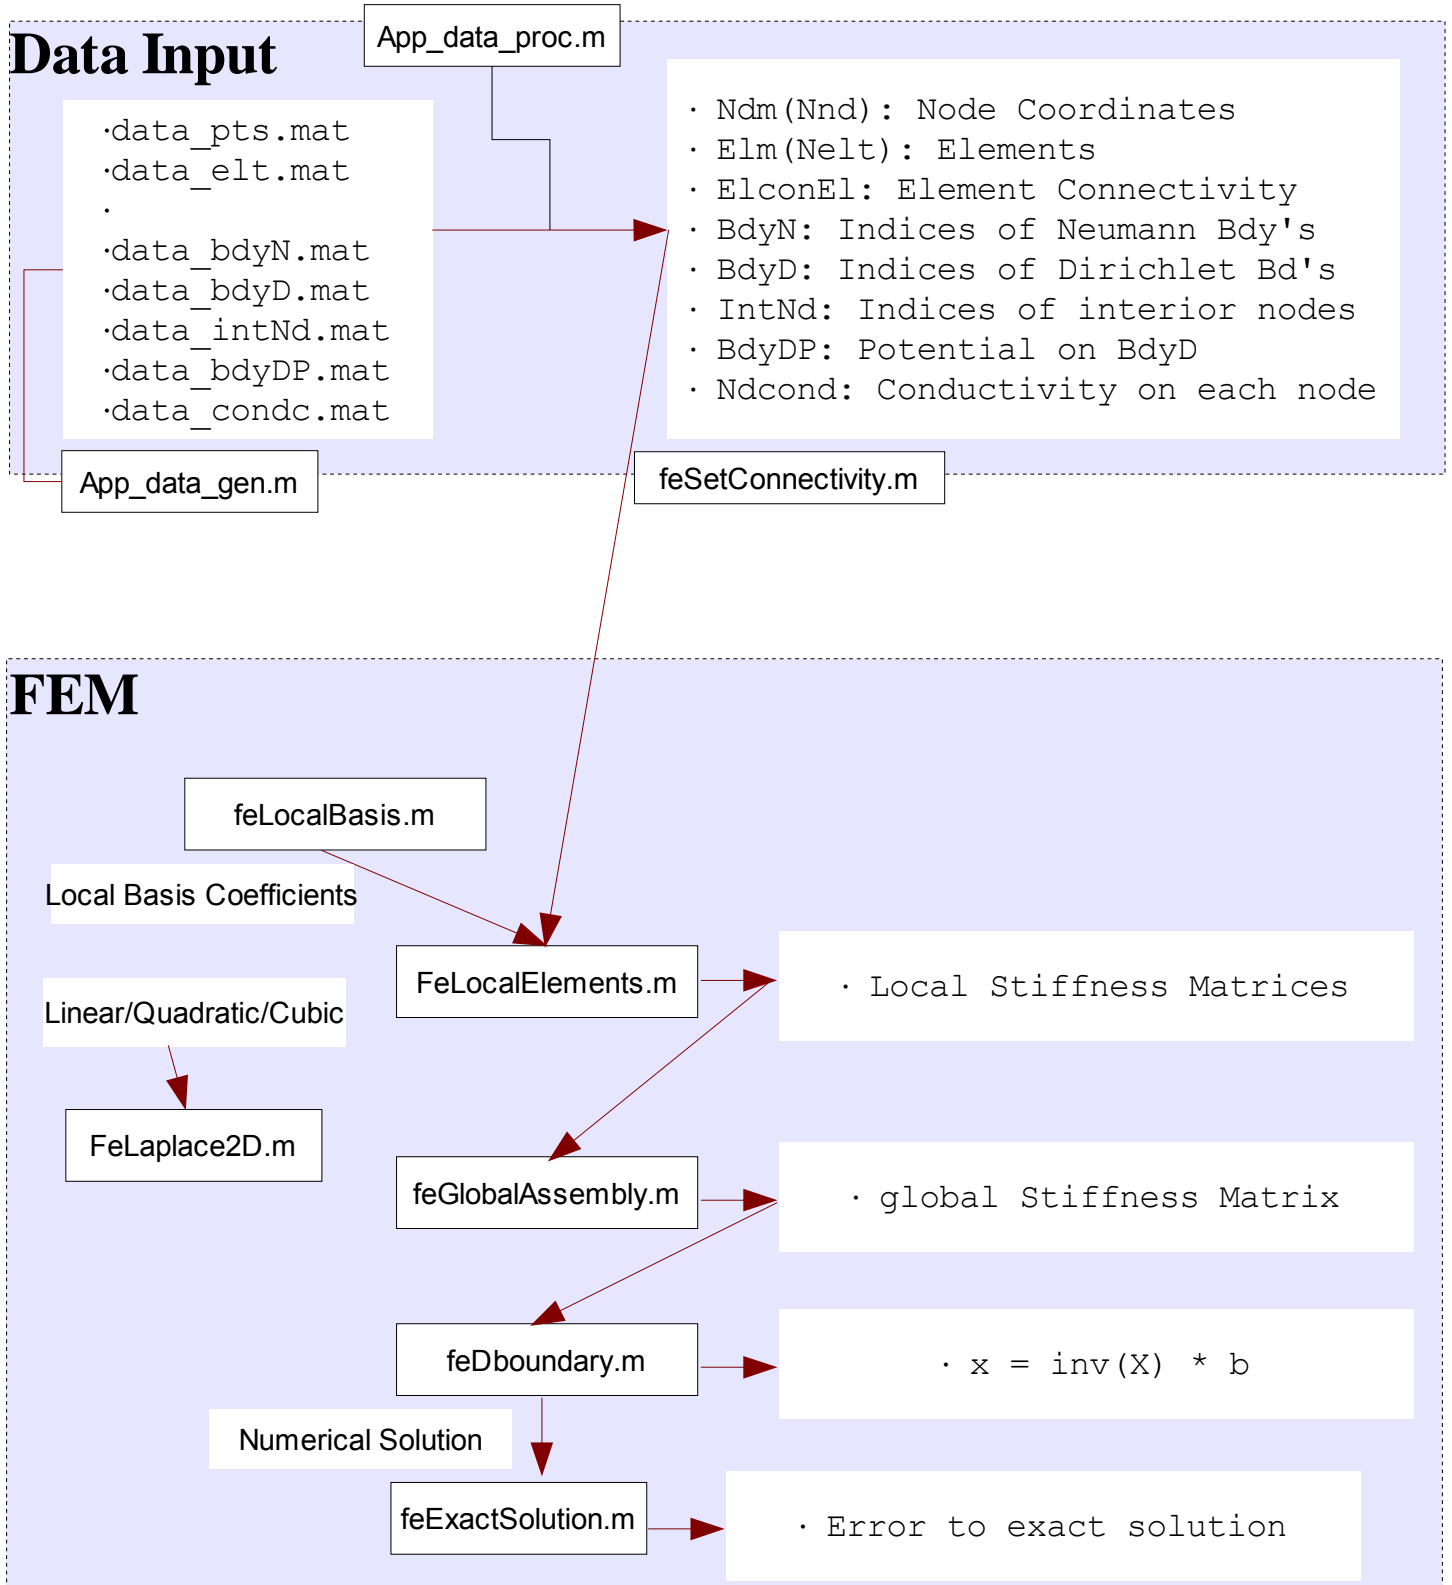 App_data_proc.m
Data Input
·data_pts.mat
·data_elt.mat
·
·data_bdyN.mat
·data_bdyD.mat
·data_intNd.mat
·data_bdyDP.mat
·data_condc.mat
· Ndm(Nnd): Node Coordinates
· Elm(Nelt): Elements
· ElconEl: Element Connectivity
· BdyN: Indices of Neumann Bdy's
· BdyD: Indices of Dirichlet Bd's
· IntNd: Indices of interior nodes
· BdyDP: Potential on BdyD
· Ndcond: Conductivity on each node
App_data_gen.m
feSetConnectivity.m
FEM
feLocalBasis.m
Local Basis Coefficients
FeLocalElements.m
· Local Stiffness Matrices
Linear/Quadratic/Cubic
FeLaplace2D.m
feGlobalAssembly.m
· global Stiffness Matrix
feDboundary.m
· x = inv(X) * b
Numerical Solution
feExactSolution.m
· Error to exact solution